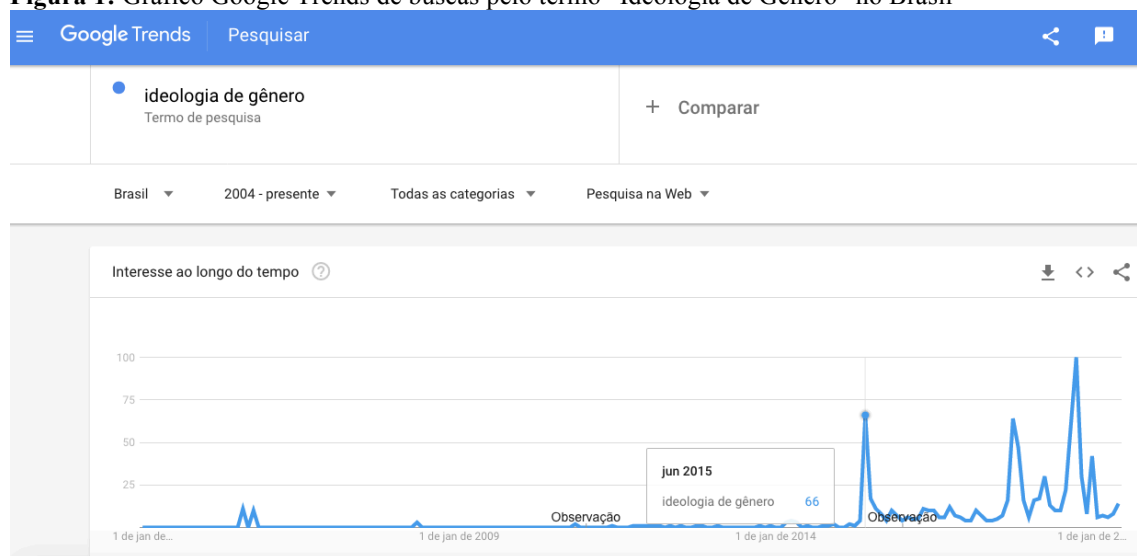 Figura 1: Gráfico Google Trends de buscas pelo termo "Ideologia de Gênero" no Brasil
Google Trends Pesquisar
ideologia de gênero
Termo de pesquisa
+ Comparar
Brasil 2004 - presente Todas as categorias Pesquisa na Web
Interesse ao longo do tempo ?
100
75
50
25
jun 2015
ideologia de gênero 66
Observação Observação
1 de jan de... 1 de jan de 2009 1 de jan de 2014 1 de jan de 2...